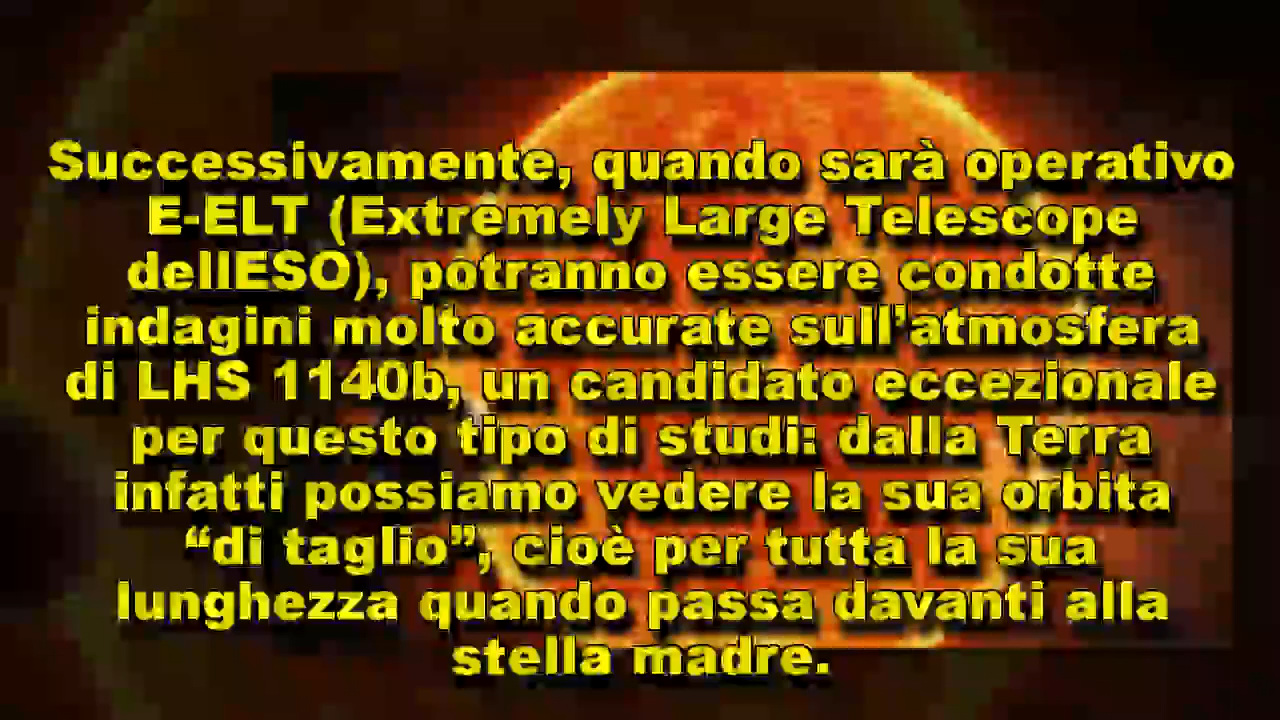 Successivamente, quando sarà operativo
E-ELT (Extremely Large Telescope
dellESO), potranno essere condotte
indagini molto accurate sull’atmosfera
di LHS 1140b, un candidato eccezionale
per questo tipo di studi: dalla Terra
infatti possiamo vedere la sua orbita
“di taglio”, cioè per tutta la sua
lunghezza quando passa davanti alla
stella madre.